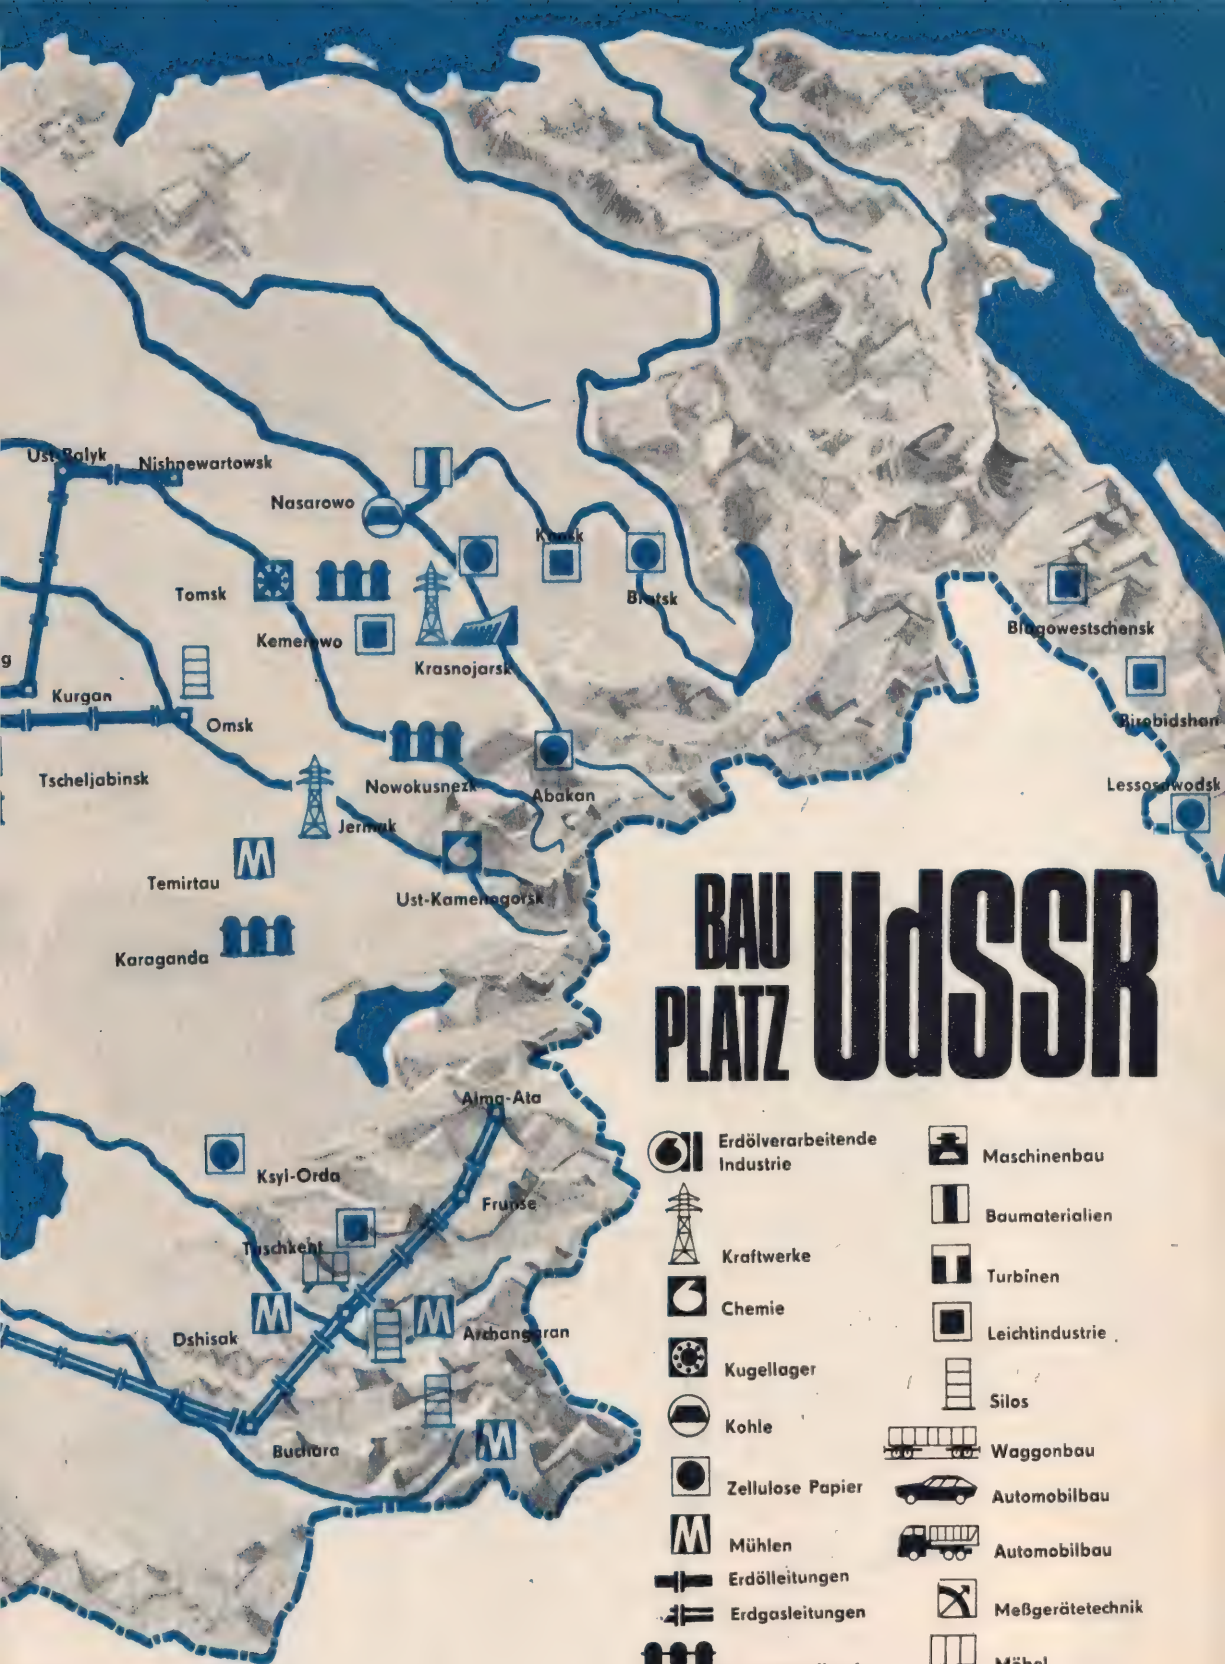 Ust-Balyk
Nishnewartowsk
Nasarowo
Kansk
Tomsk
Bratsk
Kemerowo
Krasnojarsk
Blagowestschensk
g
Kurgan
Omsk
Birobidshan
Tscheljabinsk
Nowokusnezk
Abakan
Lessosawodsk
Jermak
Temirtau
Ust-Kamenogorsk
Karaganda
BAU
PLATZ
UdSSR
Alma-Ata
Ksyl-Orda
Frunse
Taschkent
Dshisak
Archangaran
Buchara
Erdölverarbeitende
Industrie
Kraftwerke
Chemie
Kugellager
Kohle
Zellulose Papier
Mühlen
Erdölleitungen
Erdgasleitungen
Maschinenbau
Baumaterialien
Turbinen
Leichtindustrie
Silos
Waggonbau
Automobilbau
Automobilbau
Meßgerätetechnik
Möbel